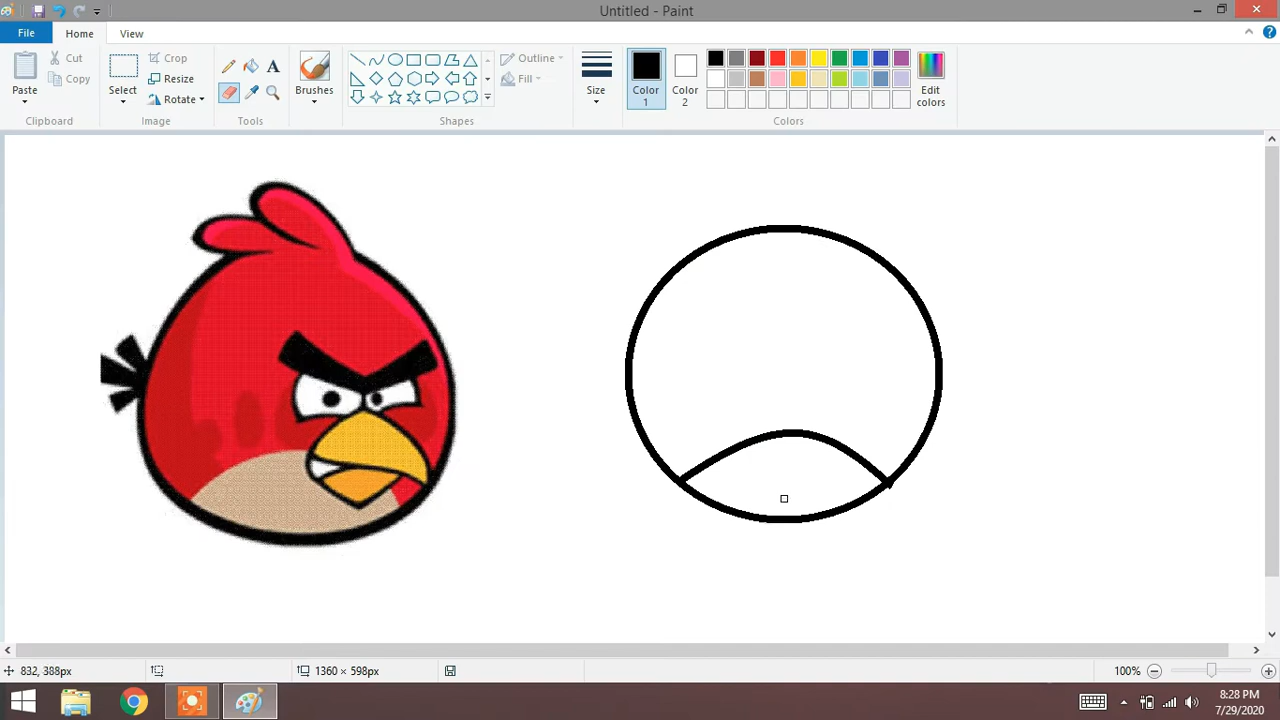 Untitled - Paint
File Home View
Paste
Cut
Copy
Clipboard
Select
Crop
Resize
Rotate
Image
Tools
Brushes
Outline
Fill
Shapes
Size
Color 1
Color 2
Edit colors
Colors
832, 388px
1360 × 598px
100%
8:28 PM
7/29/2020